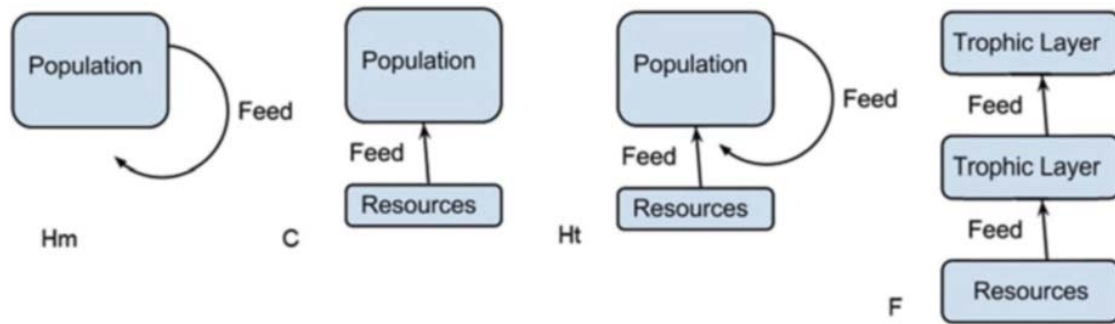 Population
Feed
Hm
Population
Feed
Resources
C
Population
Feed
Feed
Resources
Ht
Trophic Layer
Feed
Trophic Layer
Feed
Resources
F